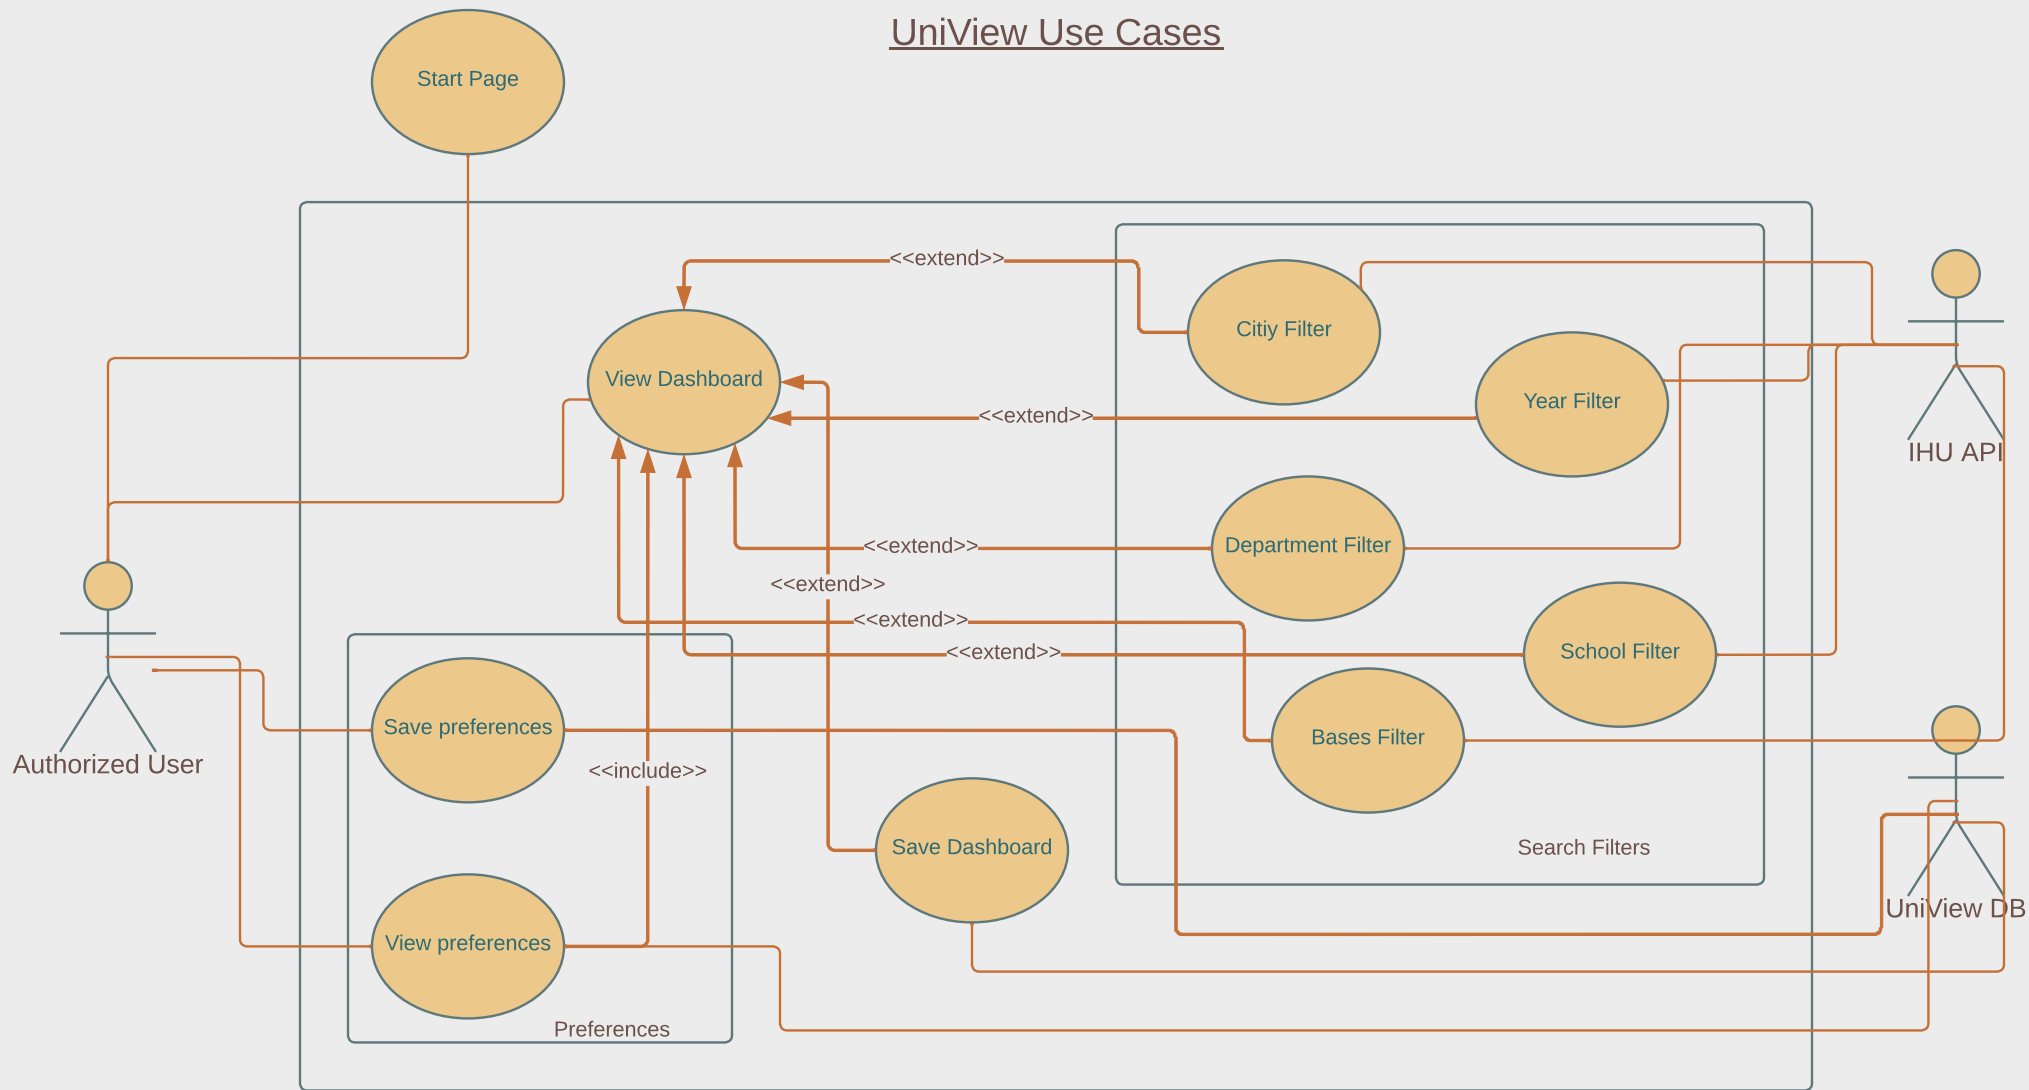 UniView Use Cases
Start Page
<<extend>>
Citiy Filter
View Dashboard
Year Filter
<<extend>>
IHU API
<<extend>>
Department Filter
<<extend>>
<<extend>>
<<extend>>
School Filter
Save preferences
Bases Filter
Authorized User
<<include>>
Save Dashboard
Search Filters
UniView DB
View preferences
Preferences